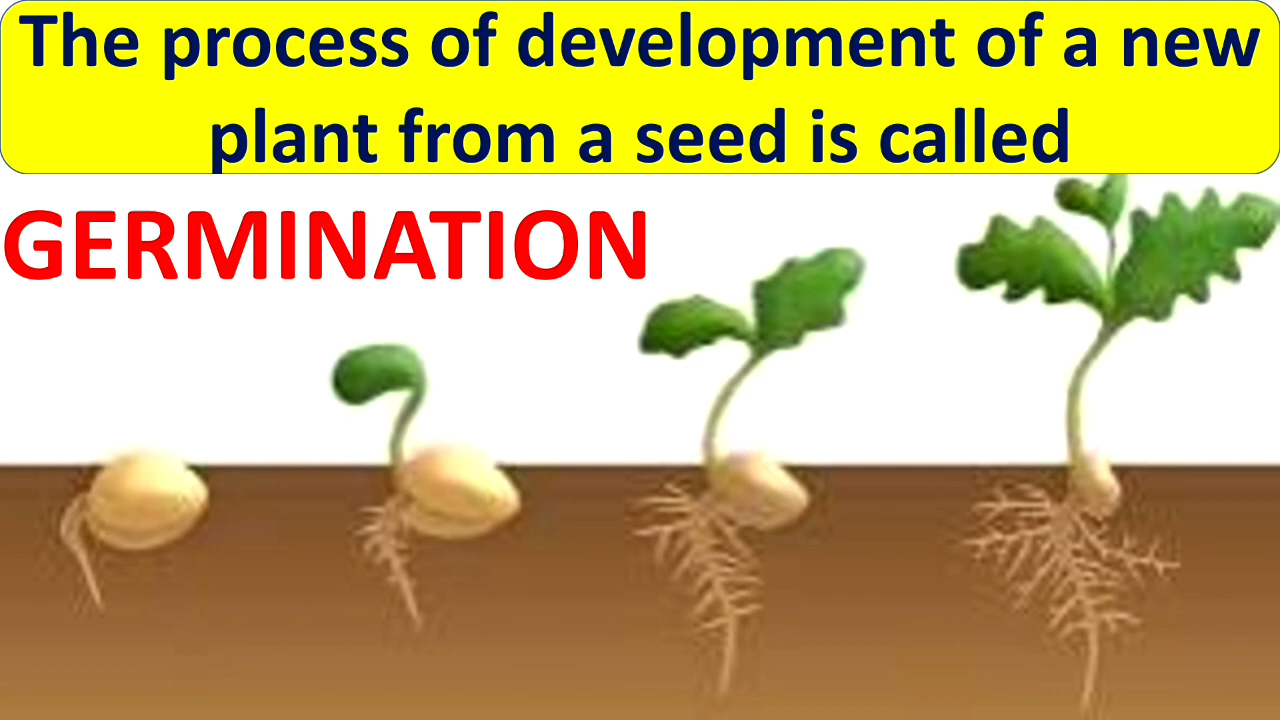 The process of development of a new
plant from a seed is called
GERMINATION